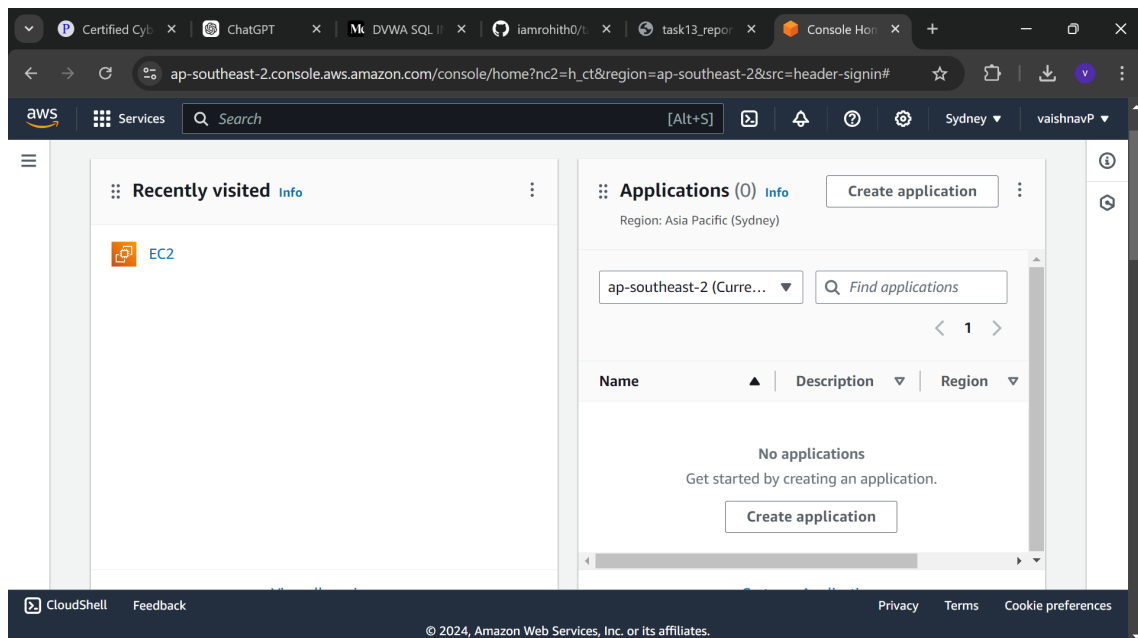 Certified Cyb
ChatGPT
DVWA SQL
iamrohith0/t
task13_repor
Console Hon
ap-southeast-2.console.aws.amazon.com/console/home?nc2=h_ct&region=ap-southeast-2&src=header-signin#
V
aws
Services
Search [Alt+S]
Sydney
vaishnavP
Recently visited Info
EC2
Applications (0) Info
Create application
Region: Asia Pacific (Sydney)
ap-southeast-2 (Curre...
Find applications
1
Name Description Region
No applications
Get started by creating an application.
Create application
CloudShell Feedback Privacy Terms Cookie preferences
© 2024, Amazon Web Services, Inc. or its affiliates.